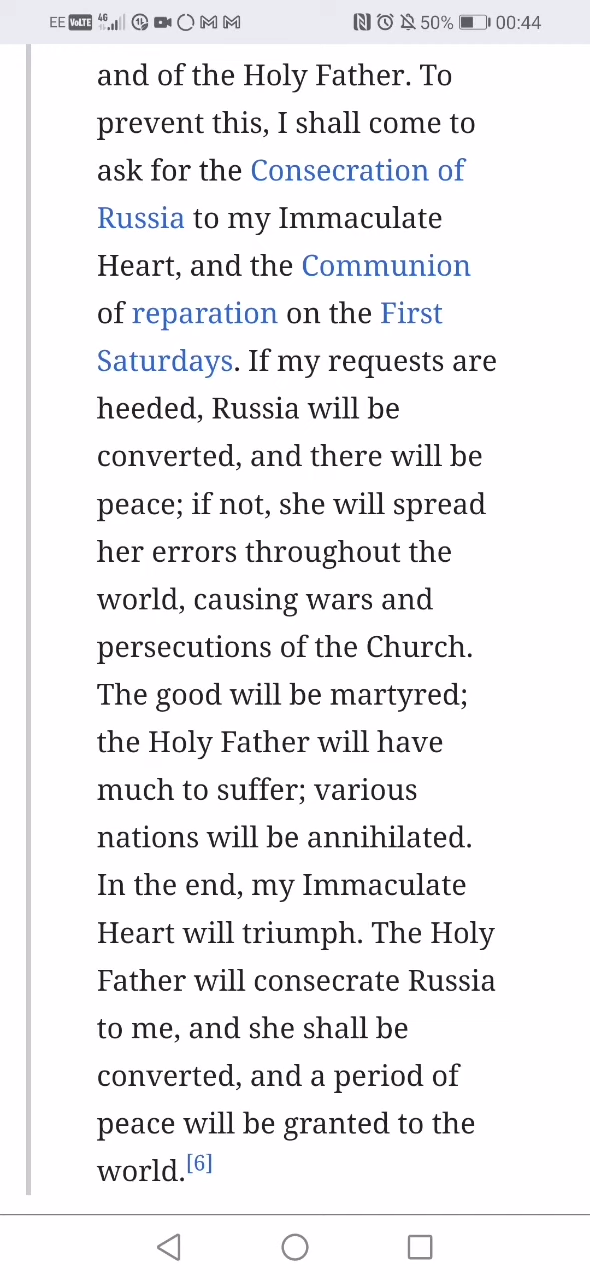 EE VoLTE 4G 50% 00:44
and of the Holy Father. To
prevent this, I shall come to
ask for the Consecration of
Russia to my Immaculate
Heart, and the Communion
of reparation on the First
Saturdays. If my requests are
heeded, Russia will be
converted, and there will be
peace; if not, she will spread
her errors throughout the
world, causing wars and
persecutions of the Church.
The good will be martyred;
the Holy Father will have
much to suffer; various
nations will be annihilated.
In the end, my Immaculate
Heart will triumph. The Holy
Father will consecrate Russia
to me, and she shall be
converted, and a period of
peace will be granted to the
world.[6]